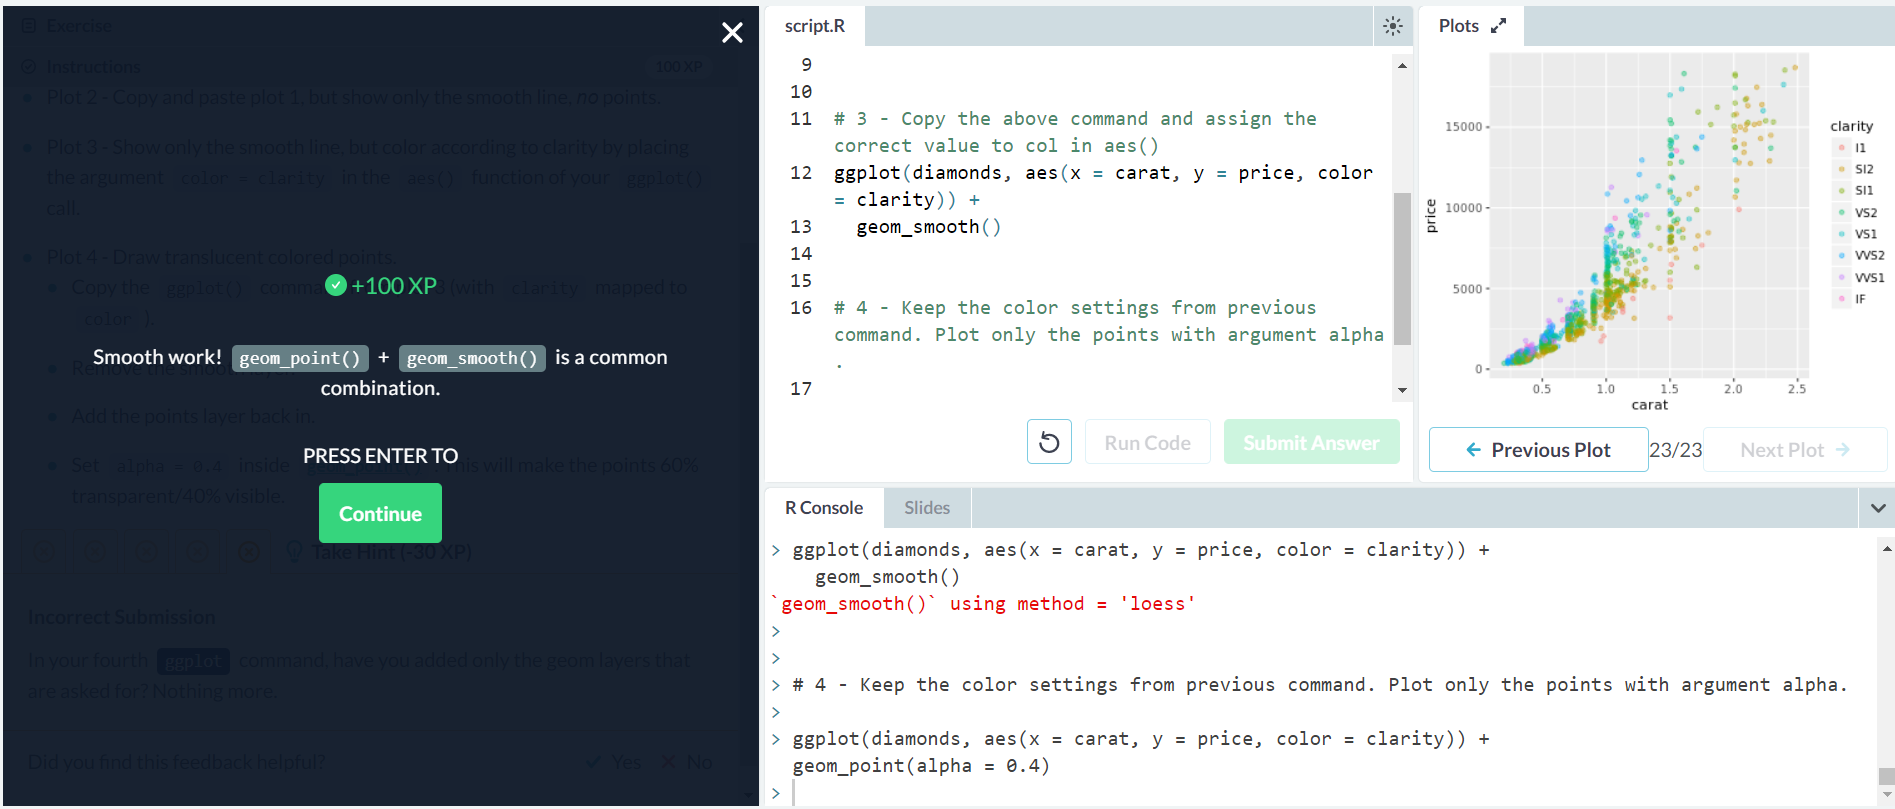 Exercise
Instructions
100 XP
Plot 2 - Copy and paste plot 1, but show only the smooth line, no points.
Plot 3 - Show only the smooth line, but color according to clarity by placing
the argument color = clarity in the aes() function of your ggplot()
call.
Plot 4 - Draw translucent colored points.
Copy the ggplot() comma 3 (with clarity mapped to
color ).
+100 XP
Smooth work! geom_point() + geom_smooth() is a common
combination.
Remove the smooth
Add the points layer back in.
PRESS ENTER TO
Set alpha = 0.4 inside . This will make the points 60%
transparent/40% visible.
Continue
Take Hint (-30 XP)
Incorrect Submission
In your fourth ggplot command, have you added only the geom layers that
are asked for? Nothing more.
Did you find this feedback helpful?
Yes
No
script.R
9
10
11 # 3 - Copy the above command and assign the
correct value to col in aes()
12 ggplot(diamonds, aes(x = carat, y = price, color
= clarity)) +
13 geom_smooth()
14
15
16 # 4 - Keep the color settings from previous
command. Plot only the points with argument alpha
.
17
Run Code
Submit Answer
Plots
15000
10000
5000
0
price
0.5 1.0 1.5 2.0 2.5
carat
clarity
I1
SI2
SI1
VS2
VS1
VVS2
VVS1
IF
Previous Plot
23/23
Next Plot
R Console
Slides
> ggplot(diamonds, aes(x = carat, y = price, color = clarity)) +
geom_smooth()
`geom_smooth()` using method = 'loess'
>
>
> # 4 - Keep the color settings from previous command. Plot only the points with argument alpha.
>
> ggplot(diamonds, aes(x = carat, y = price, color = clarity)) +
geom_point(alpha = 0.4)
>